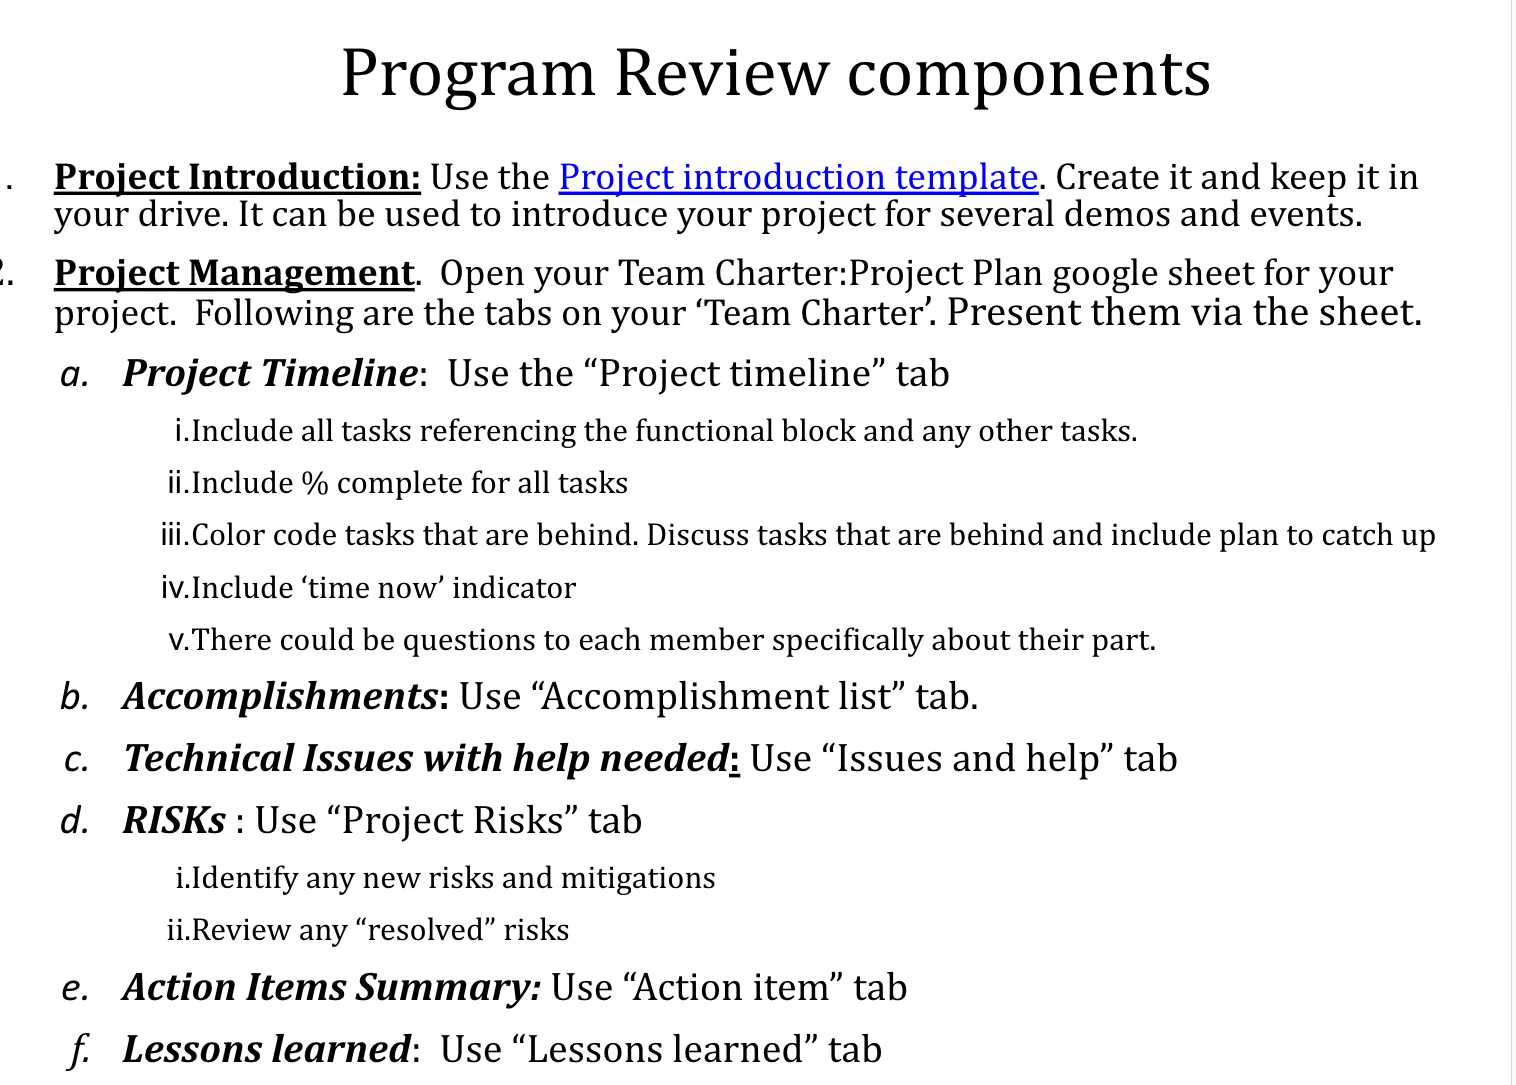 Program Review components
. Project Introduction: Use the Project introduction template. Create it and keep it in
your drive. It can be used to introduce your project for several demos and events.
2. Project Management.  Open your Team Charter:Project Plan google sheet for your
project.  Following are the tabs on your ‘Team Charter’. Present them via the sheet.
a. Project Timeline:  Use the “Project timeline” tab
i.Include all tasks referencing the functional block and any other tasks.
ii.Include % complete for all tasks
iii.Color code tasks that are behind. Discuss tasks that are behind and include plan to catch up
iv.Include ‘time now’ indicator
v.There could be questions to each member specifically about their part.
b. Accomplishments: Use “Accomplishment list” tab.
c. Technical Issues with help needed: Use “Issues and help” tab
d. RISKs : Use “Project Risks” tab
i.Identify any new risks and mitigations
ii.Review any “resolved” risks
e. Action Items Summary: Use “Action item” tab
f. Lessons learned:  Use “Lessons learned” tab